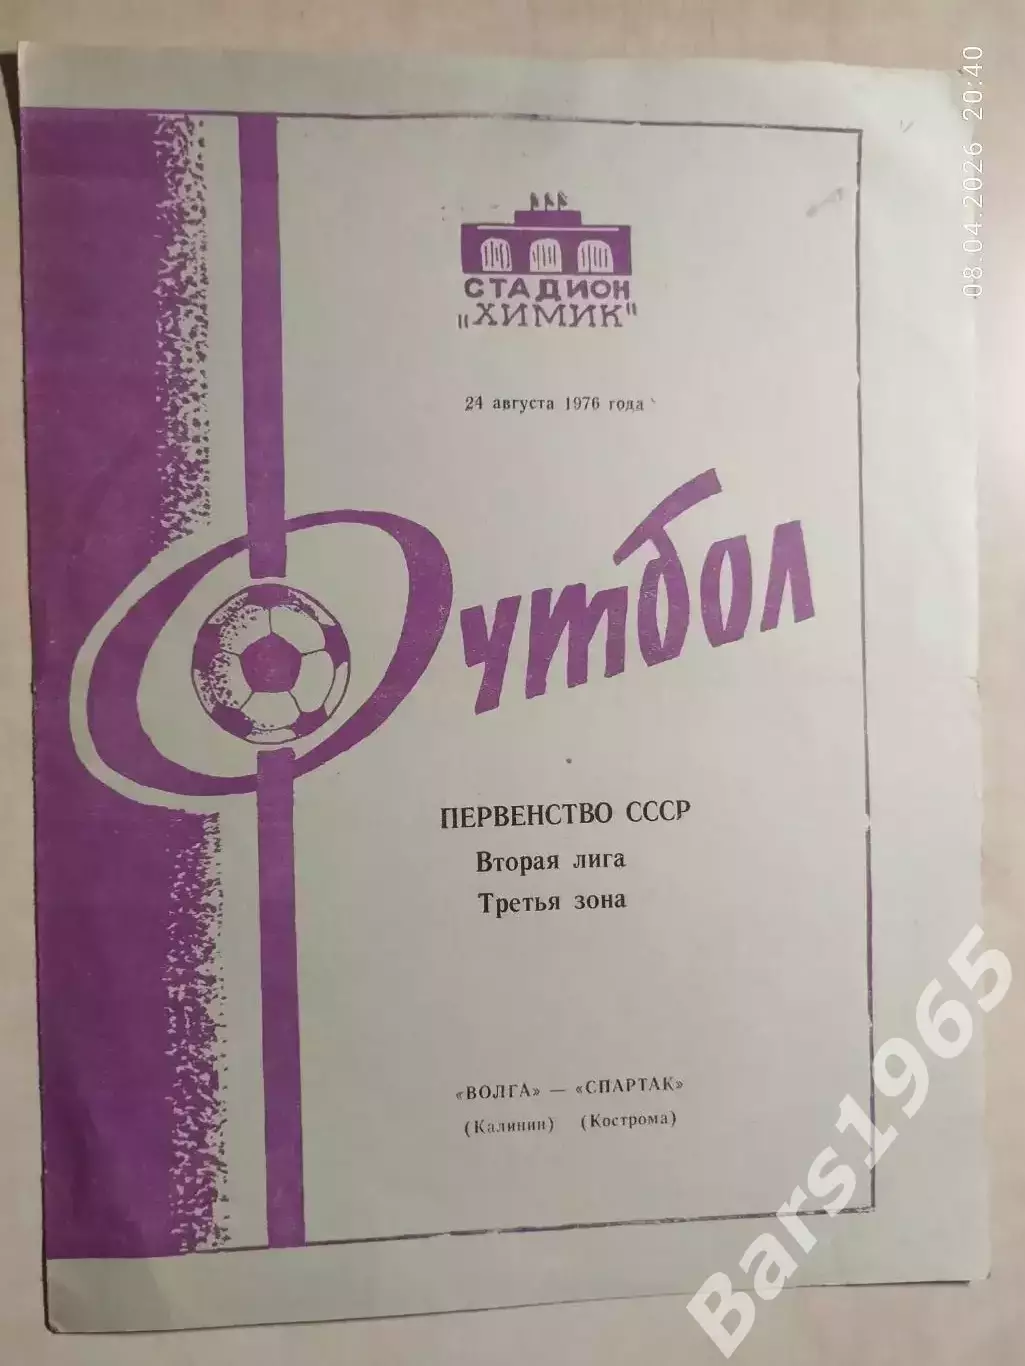 08.04.2026 20:40
СТАДИОН
„ХИМИК"
24 августа 1976 года
Футбол
ПЕРВЕНСТВО СССР
Вторая лига
Третья зона
«ВОЛГА» — «СПАРТАК»
(Калинин) (Кострома)
Bars1965